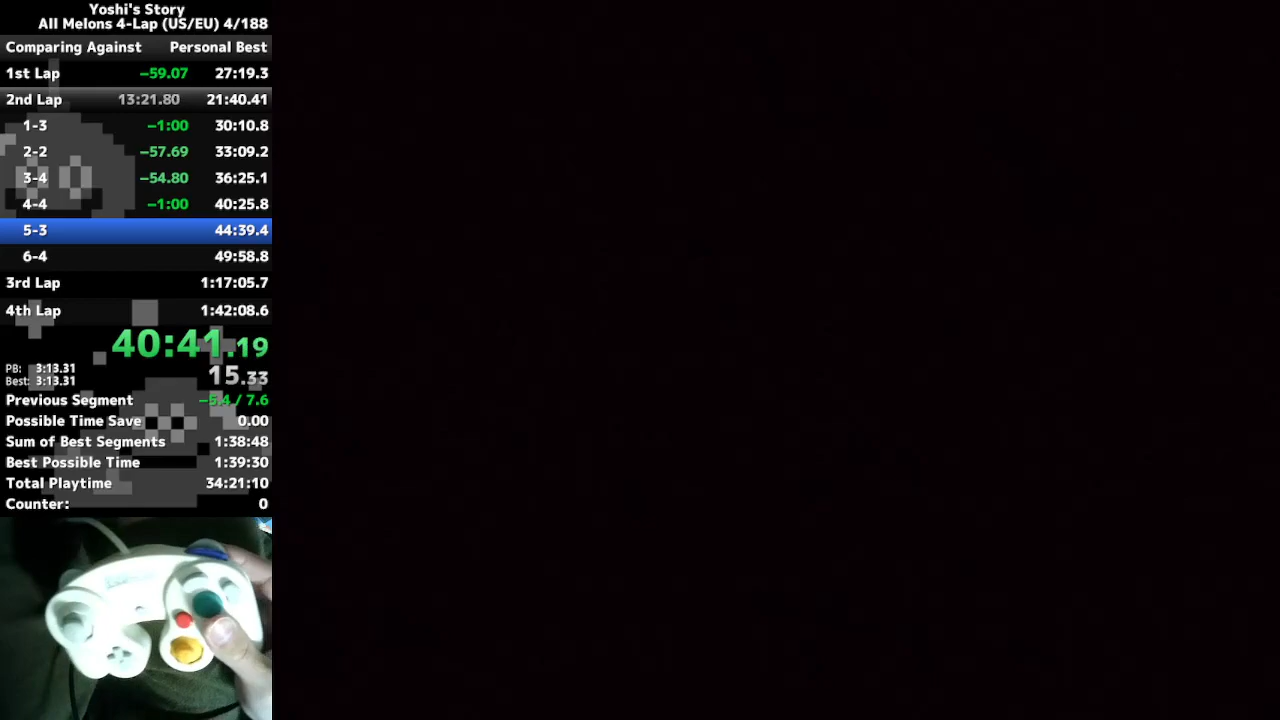 Yoshi's Story
All Melons 4-Lap (US/EU) 4/188
Comparing Against Personal Best
1st Lap −59.07 27:19.3
2nd Lap 13:21.80 21:40.41
1-3 −1:00 30:10.8
2-2 −57.69 33:09.2
3-4 −54.80 36:25.1
4-4 −1:00 40:25.8
5-3 44:39.4
6-4 49:58.8
3rd Lap 1:17:05.7
4th Lap 1:42:08.6
40:41.19
PB: 3:13.31
Best: 3:13.31
15.33
Previous Segment −5.4 / 7.6
Possible Time Save 0.00
Sum of Best Segments 1:38:48
Best Possible Time 1:39:30
Total Playtime 34:21:10
Counter: 0